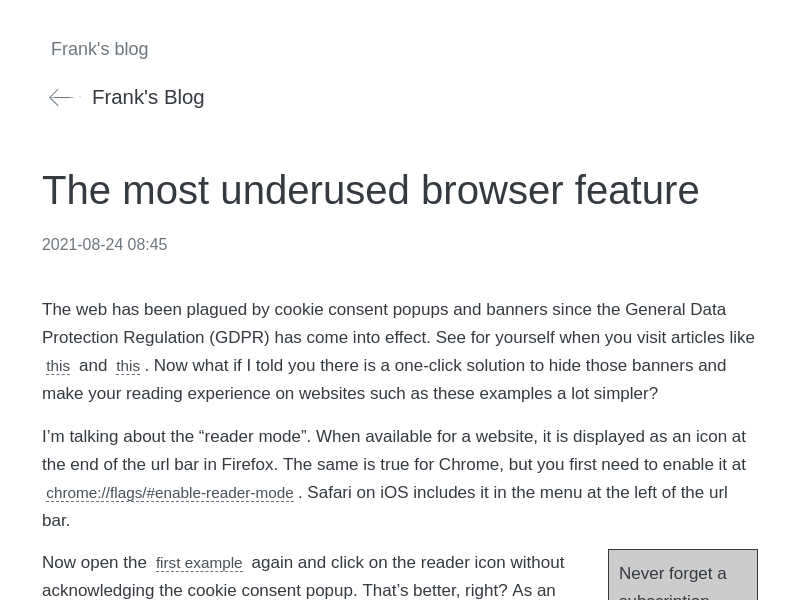 Frank's blog
Frank's Blog
The most underused browser feature
2021-08-24 08:45
The web has been plagued by cookie consent popups and banners since the General Data
Protection Regulation (GDPR) has come into effect. See for yourself when you visit articles like
this and this . Now what if I told you there is a one-click solution to hide those banners and
make your reading experience on websites such as these examples a lot simpler?
I’m talking about the “reader mode”. When available for a website, it is displayed as an icon at
the end of the url bar in Firefox. The same is true for Chrome, but you first need to enable it at
chrome://flags/#enable-reader-mode . Safari on iOS includes it in the menu at the left of the url
bar.
Now open the first example again and click on the reader icon without
acknowledging the cookie consent popup. That’s better, right? As an
Never forget a
subscription